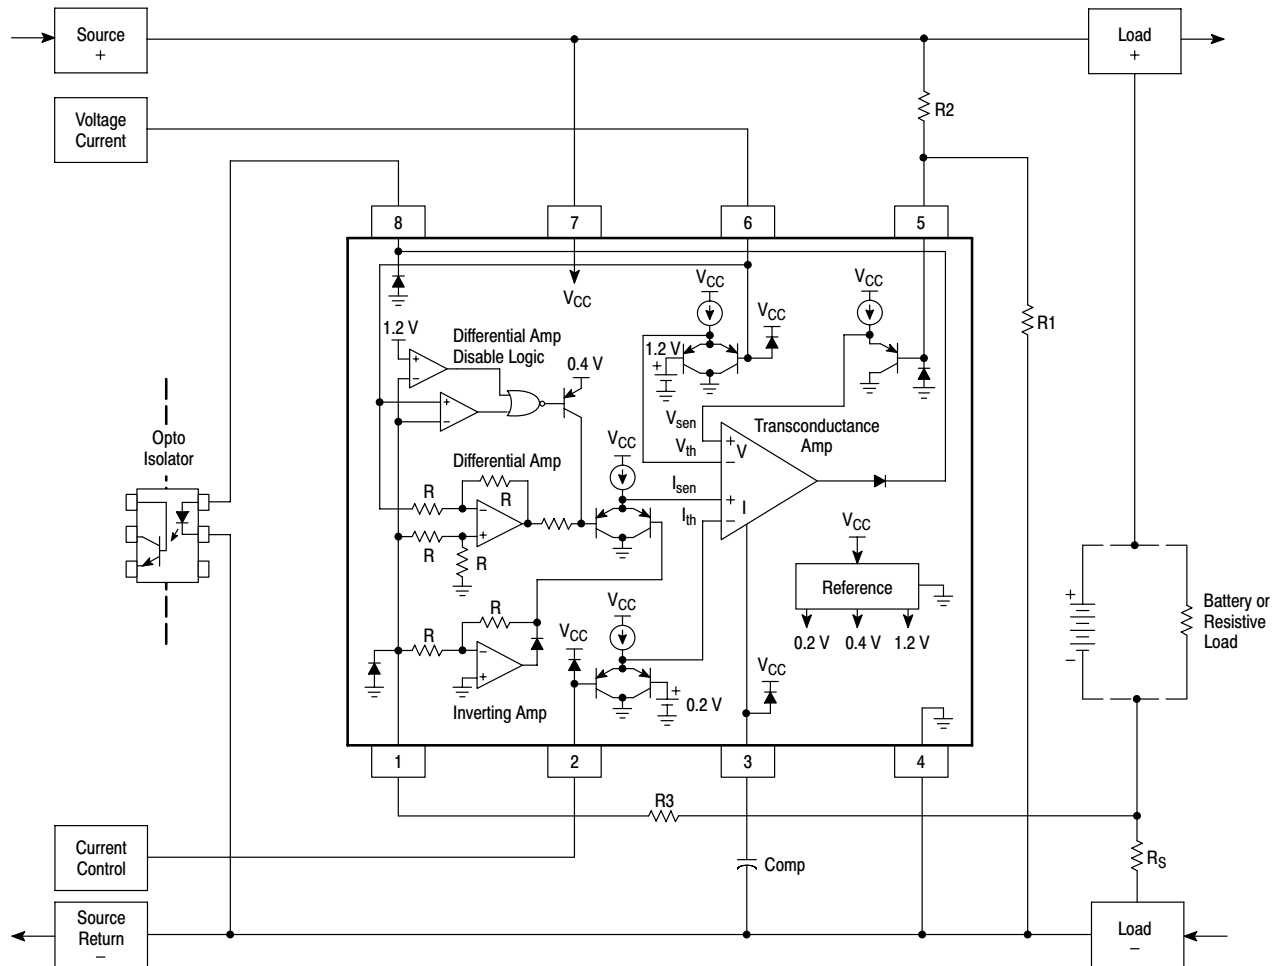 Source
+
Load
+
R2
Voltage
Current
8
7
6
5
VCC
VCC
VCC
VCC
1.2 V
Differential Amp
Disable Logic
0.4 V
1.2 V
+
R1
+
−
+
−
Opto
Isolator
Vsen
Vth
Transconductance
Amp
+
V
−
VCC
Differential Amp
Isen
Ith
+
I
−
R
R
−
+
R
R
VCC
Reference
0.2 V
0.4 V
1.2 V
+
−
Battery or
Resistive
Load
R
R
−
+
VCC
VCC
VCC
+
0.2 V
Inverting Amp
1
2
3
4
R3
Current
Control
Comp
RS
Source
Return
−
Load
−